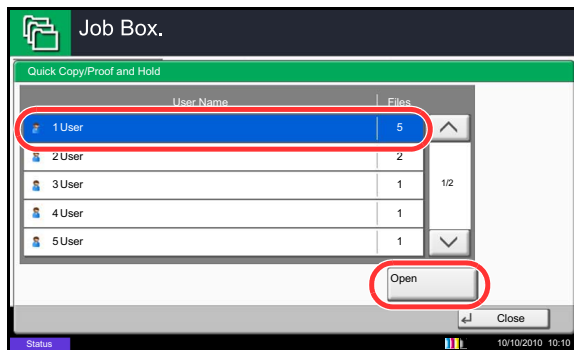 Job Box.
Quick Copy/Proof and Hold
User Name Files
1 User 5
2 User 2
3 User 1
1/2
4 User 1
5 User 1
Open
Close
Status 10/10/2010 10:10